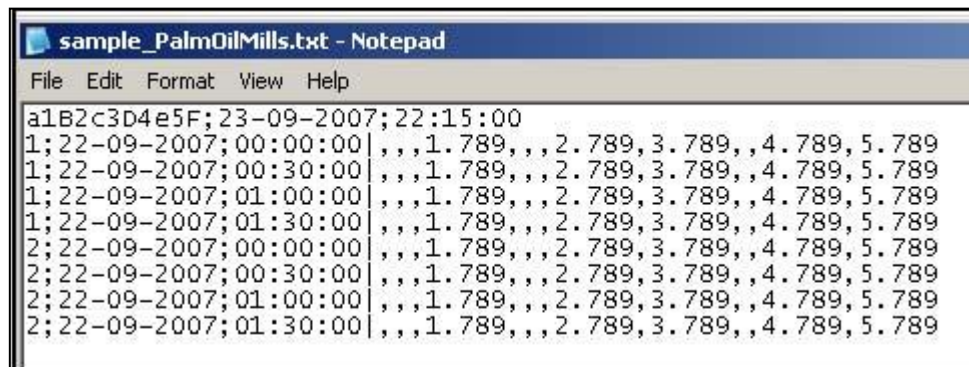 sample_PalmOilMills.txt - Notepad
File Edit Format View Help
a1B2c3D4e5F;23-09-2007;22:15:00
1;22-09-2007;00:00:00|,,,1.789,,,2.789,3.789,,4.789,5.789
1;22-09-2007;00:30:00|,,,1.789,,,2.789,3.789,,4.789,5.789
1;22-09-2007;01:00:00|,,,1.789,,,2.789,3.789,,4.789,5.789
1;22-09-2007;01:30:00|,,,1.789,,,2.789,3.789,,4.789,5.789
2;22-09-2007;00:00:00|,,,1.789,,,2.789,3.789,,4.789,5.789
2;22-09-2007;00:30:00|,,,1.789,,,2.789,3.789,,4.789,5.789
2;22-09-2007;01:00:00|,,,1.789,,,2.789,3.789,,4.789,5.789
2;22-09-2007;01:30:00|,,,1.789,,,2.789,3.789,,4.789,5.789